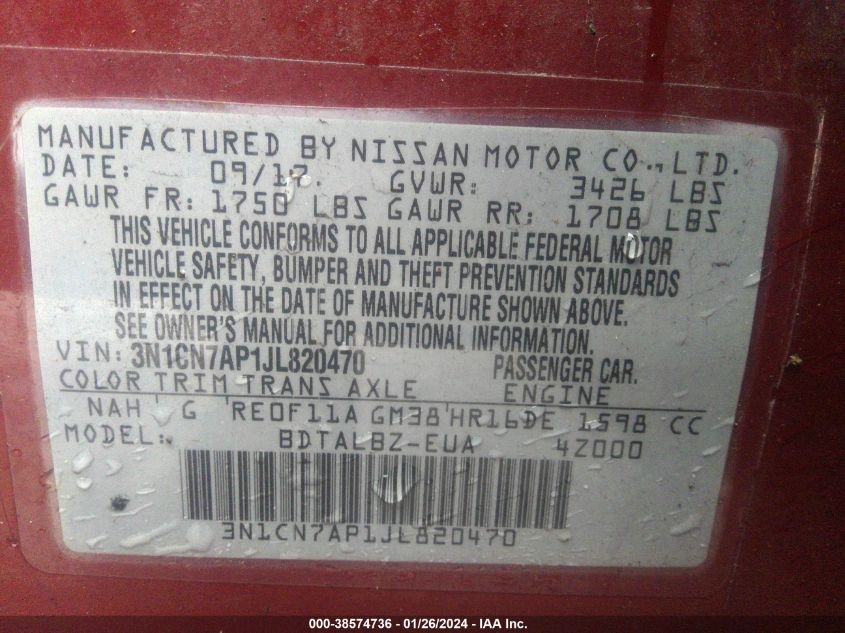 MANUFACTURED BY NISSAN MOTOR CO., LTD.
DATE: 09/17. GVWR: 3426 LBS
GAWR FR: 1750 LBS GAWR RR: 1708 LBS
THIS VEHICLE CONFORMS TO ALL APPLICABLE FEDERAL MOTOR
VEHICLE SAFETY, BUMPER AND THEFT PREVENTION STANDARDS
IN EFFECT ON THE DATE OF MANUFACTURE SHOWN ABOVE.
SEE OWNER'S MANUAL FOR ADDITIONAL INFORMATION.
VIN: 3N1CN7AP1JL820470 PASSENGER CAR.
COLOR TRIM TRANS AXLE ENGINE
NAH G RE0F11A GM38 HR16DE 1598 CC
MODEL: BDTALBZ-EUA 4Z000
3N1CN7AP1JL820470
000-38574736 - 01/26/2024 - IAA Inc.